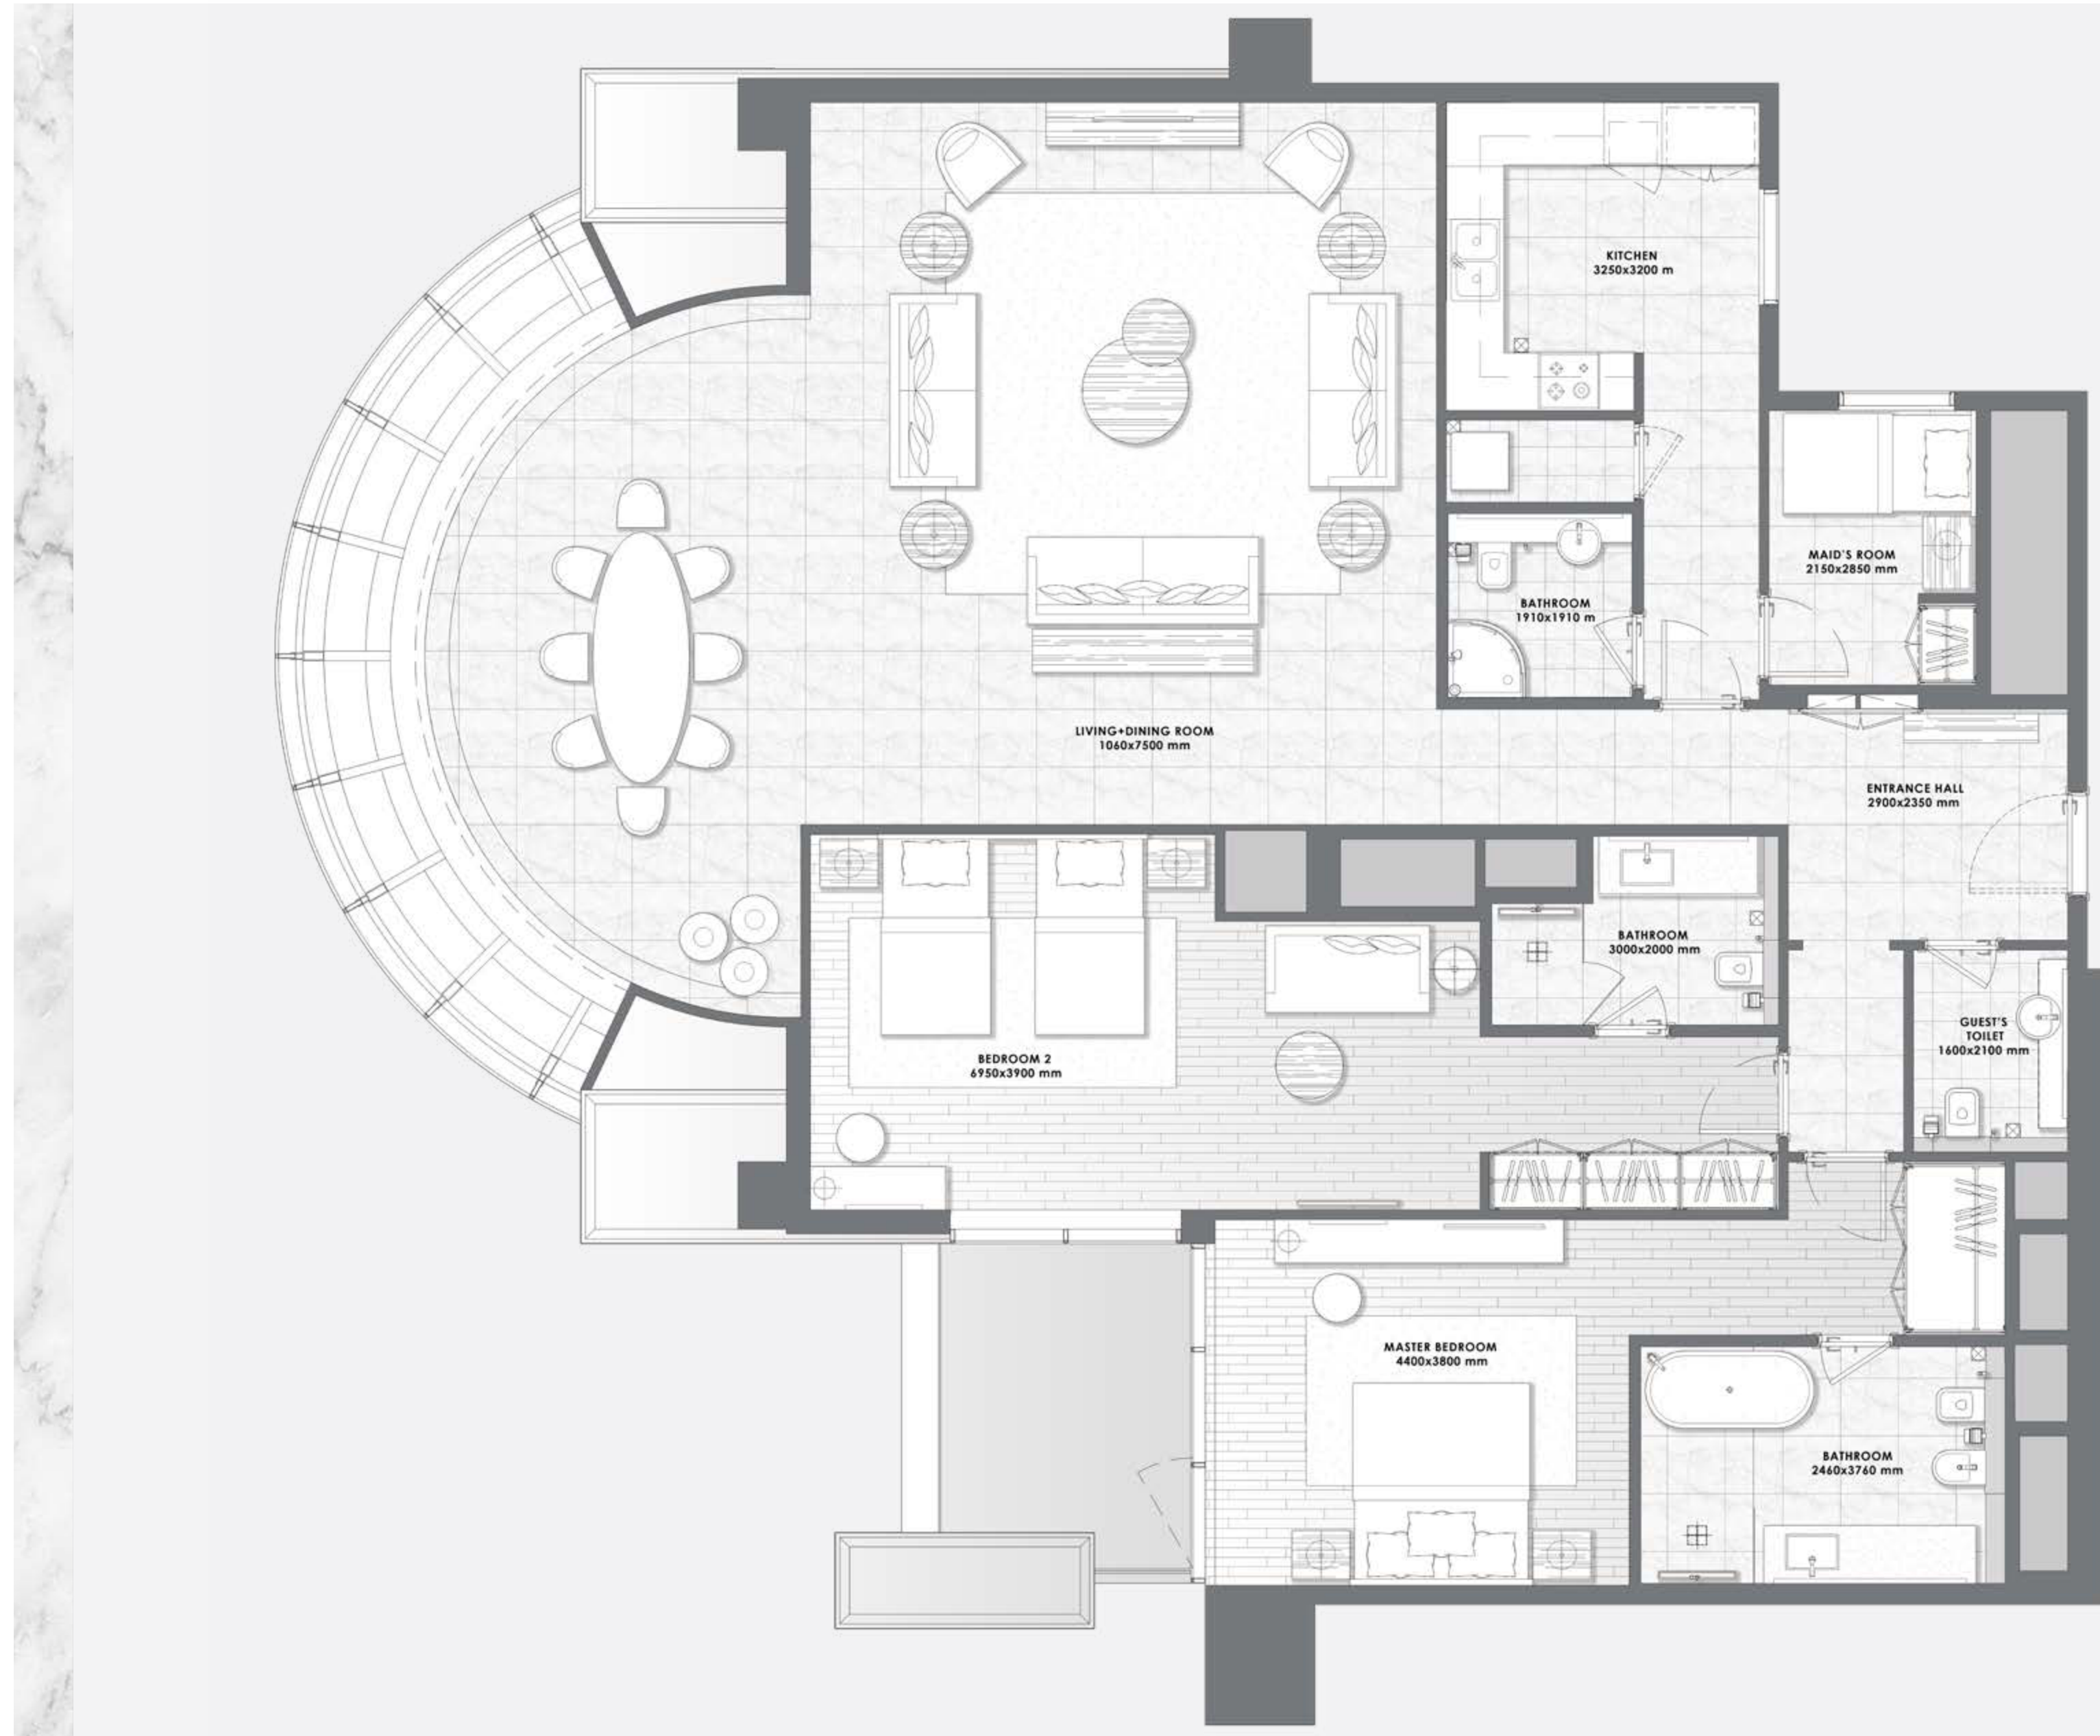 KITCHEN
3250x3200 m
MAID'S ROOM
2150x2850 mm
BATHROOM
1910x1910 m
LIVING+DINING ROOM
1060x7500 mm
ENTRANCE HALL
2900x2350 mm
BATHROOM
3000x2000 mm
GUEST'S
TOILET
1600x2100 mm
BEDROOM 2
6950x3900 mm
MASTER BEDROOM
4400x3800 mm
BATHROOM
2460x3760 mm